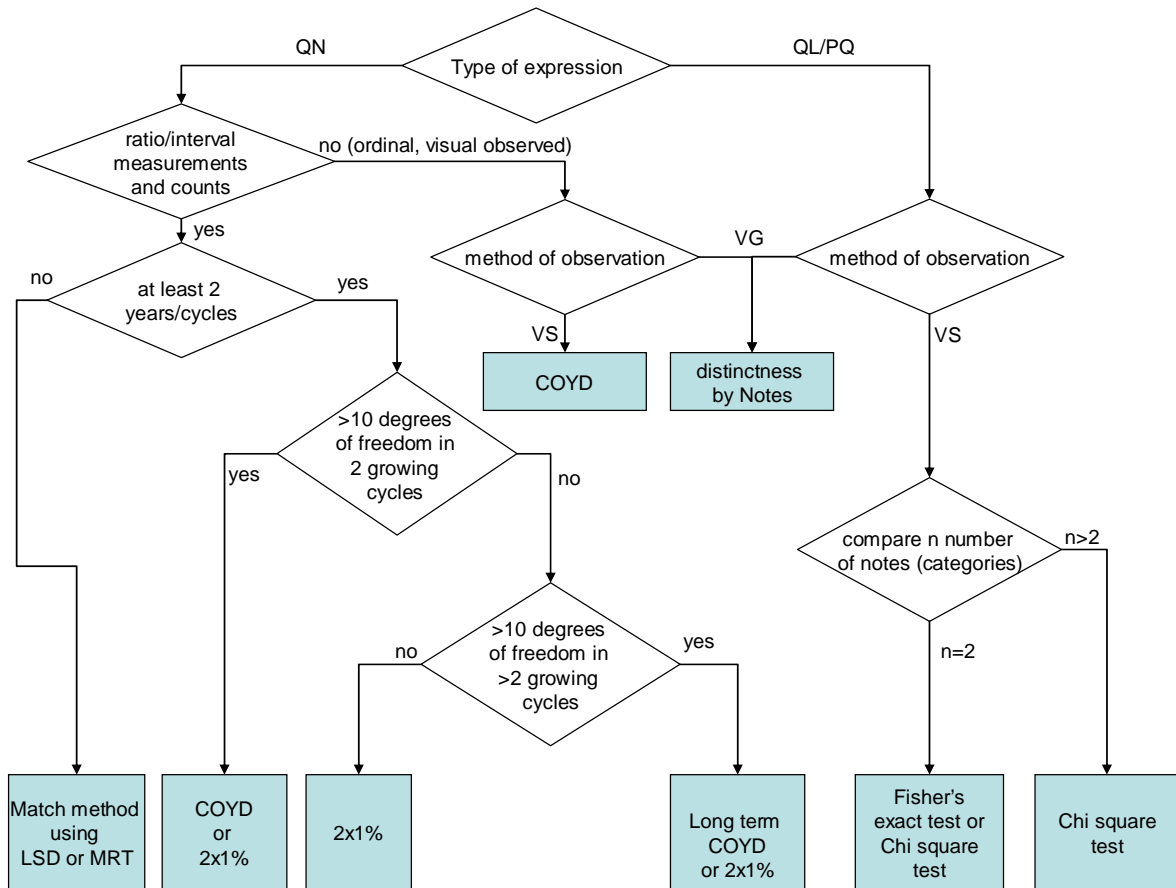 QN
QL/PQ
Type of expression
ratio/interval
measurements
and counts
no (ordinal, visual observed)
yes
method of observation
VG
method of observation
no
at least 2
years/cycles
yes
VS
VS
COYD
distinctness
by Notes
>10 degrees
of freedom in
2 growing
cycles
yes
no
compare n number
of notes (categories)
n>2
n=2
>10 degrees
of freedom in
>2 growing
cycles
no
yes
Match method
using
LSD or MRT
COYD
or
2x1%
2x1%
Long term
COYD
or 2x1%
Fisher's
exact test or
Chi square
test
Chi square
test